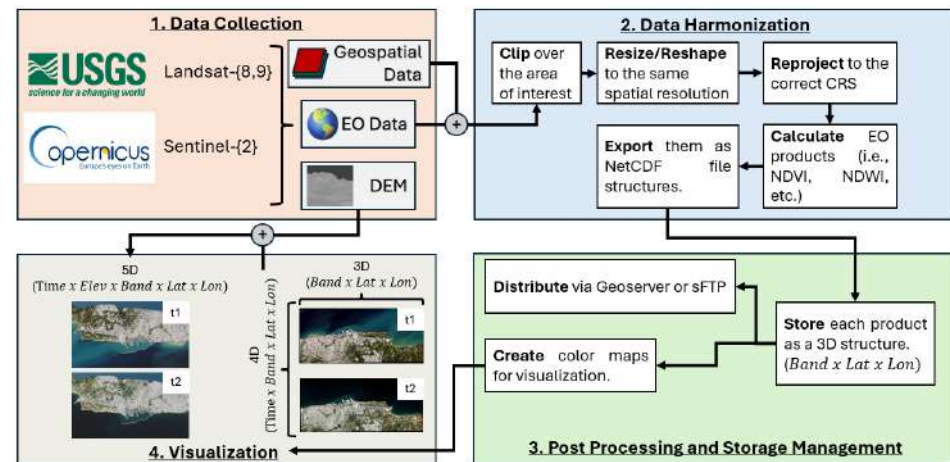 1. Data Collection
USGS
science for a changing world
Landsat-{8,9}
Copernicus
Europe's eyes on Earth
Sentinel-{2}
Geospatial
Data
EO Data
DEM
+
2. Data Harmonization
Clip over
the area
of interest
Resize/Reshape
to the same
spatial resolution
Reproject to the
correct CRS
Calculate EO
products (i.e.,
NDVI, NDWI,
etc.)
Export them as
NetCDF file
structures.
3. Post Processing and Storage Management
Store each product
as a 3D structure.
(Band x Lat x Lon)
Distribute via Geoserver or sFTP
Create color maps
for visualization.
4. Visualization
+
5D
(Time x Elev x Band x Lat x Lon)
t1
t2
3D
(Band x Lat x Lon)
4D
(Time x Band x Lat x Lon)
t1
t2